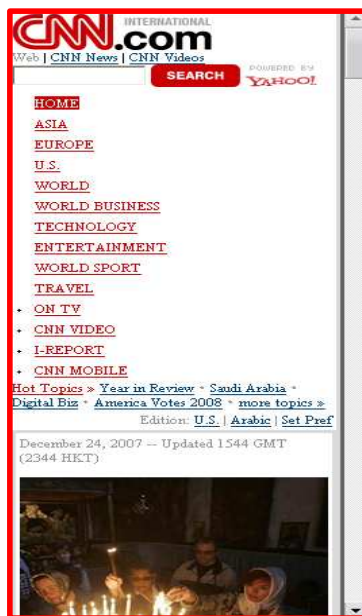 INTERNATIONAL
CNN.com
Web | CNN News | CNN Videos
POWERED BY
SEARCH YAHOO!
HOME
ASIA
EUROPE
U.S.
WORLD
WORLD BUSINESS
TECHNOLOGY
ENTERTAINMENT
WORLD SPORT
TRAVEL
• ON TV
• CNN VIDEO
• I-REPORT
• CNN MOBILE
Hot Topics » Year in Review • Saudi Arabia •
Digital Biz • America Votes 2008 • more topics »
Edition: U.S. | Arabic | Set Pref
December 24, 2007 -- Updated 1544 GMT
(2344 HKT)